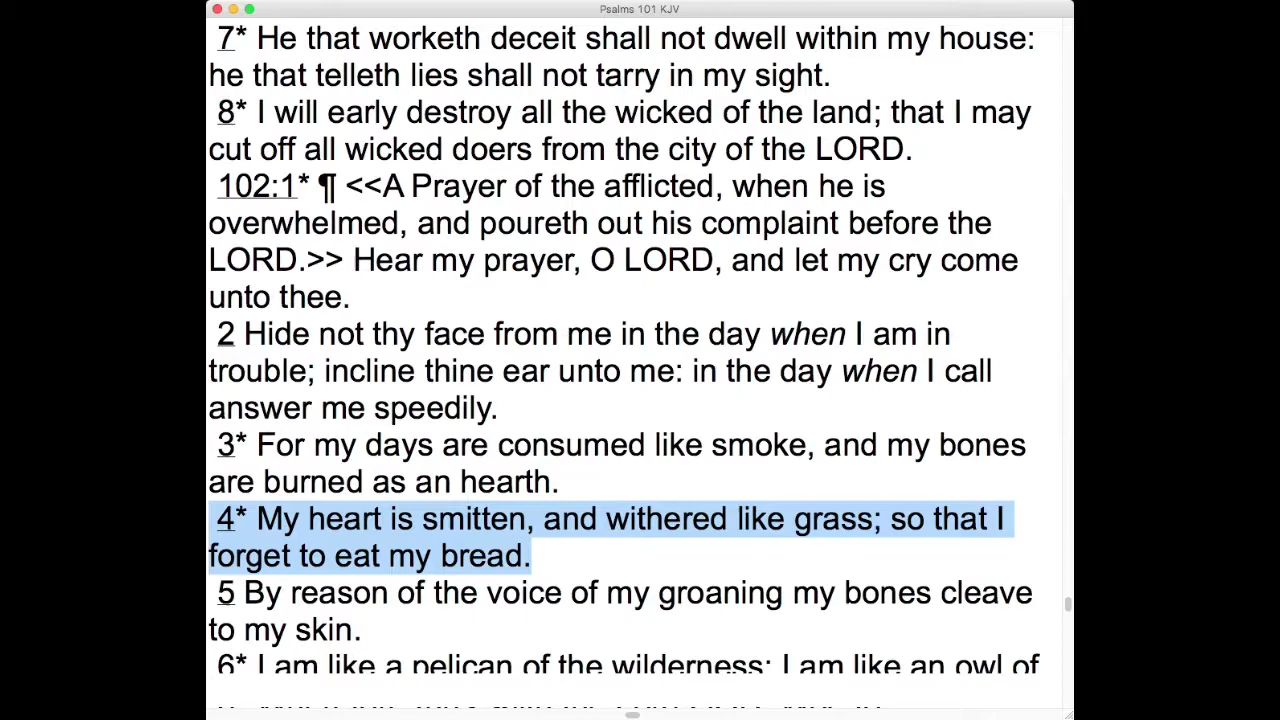 Psalms 101 KJV
7* He that worketh deceit shall not dwell within my house:
he that telleth lies shall not tarry in my sight.
8* I will early destroy all the wicked of the land; that I may
cut off all wicked doers from the city of the LORD.
102:1* ¶ <<A Prayer of the afflicted, when he is
overwhelmed, and poureth out his complaint before the
LORD.>> Hear my prayer, O LORD, and let my cry come
unto thee.
2 Hide not thy face from me in the day when I am in
trouble; incline thine ear unto me: in the day when I call
answer me speedily.
3* For my days are consumed like smoke, and my bones
are burned as an hearth.
4* My heart is smitten, and withered like grass; so that I
forget to eat my bread.
5 By reason of the voice of my groaning my bones cleave
to my skin.
6* I am like a pelican of the wilderness: I am like an owl of